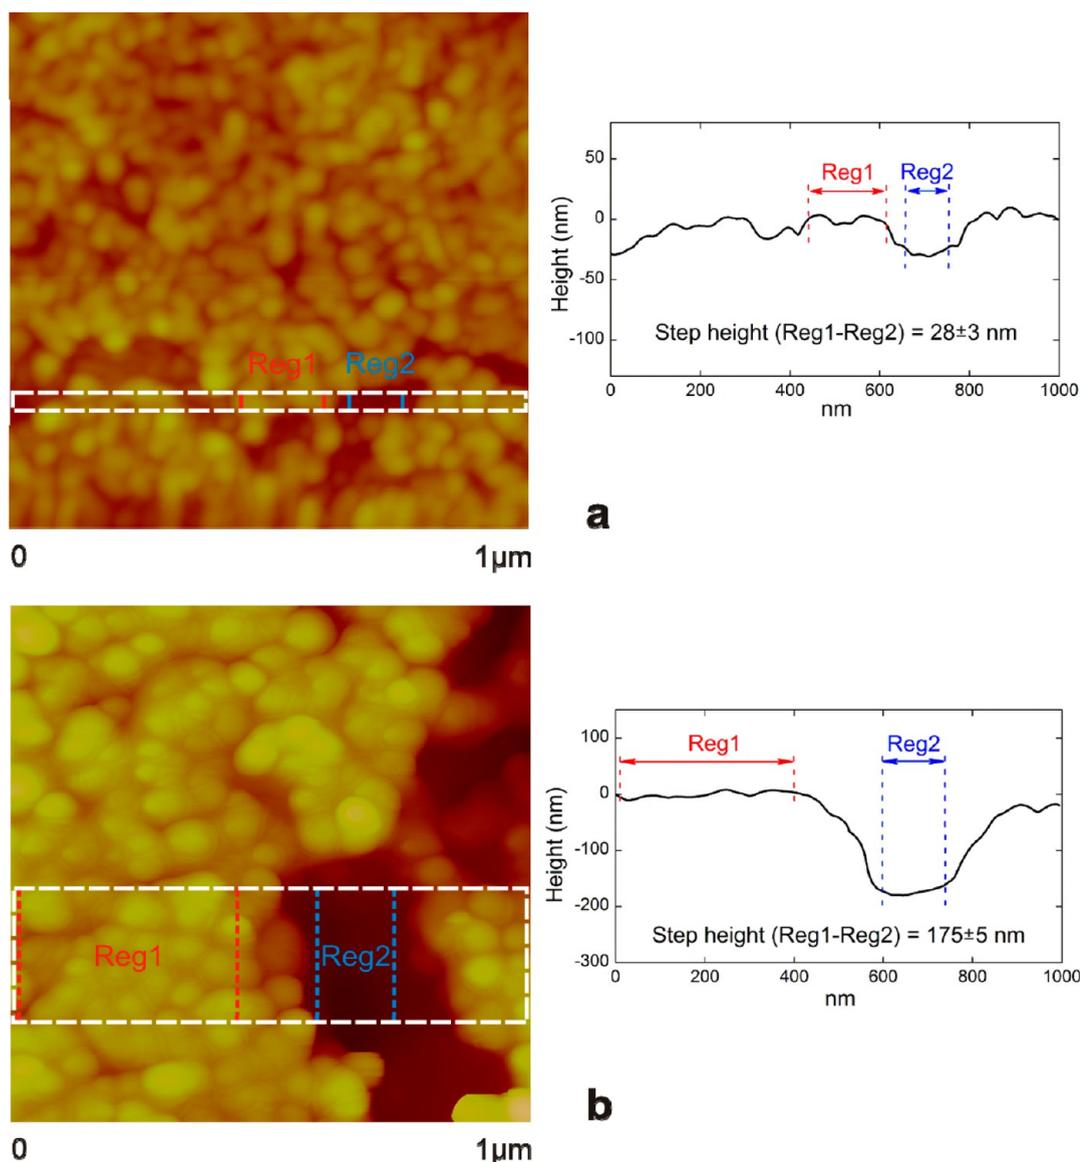 Reg1 Reg2
0 1μm
50
0
-50
-100
Height (nm)
Reg1 Reg2
Step height (Reg1-Reg2) = 28±3 nm
0 200 400 600 800 1000
nm
a
Reg1 Reg2
0 1μm
100
0
-100
-200
-300
Height (nm)
Reg1 Reg2
Step height (Reg1-Reg2) = 175±5 nm
0 200 400 600 800 1000
nm
b